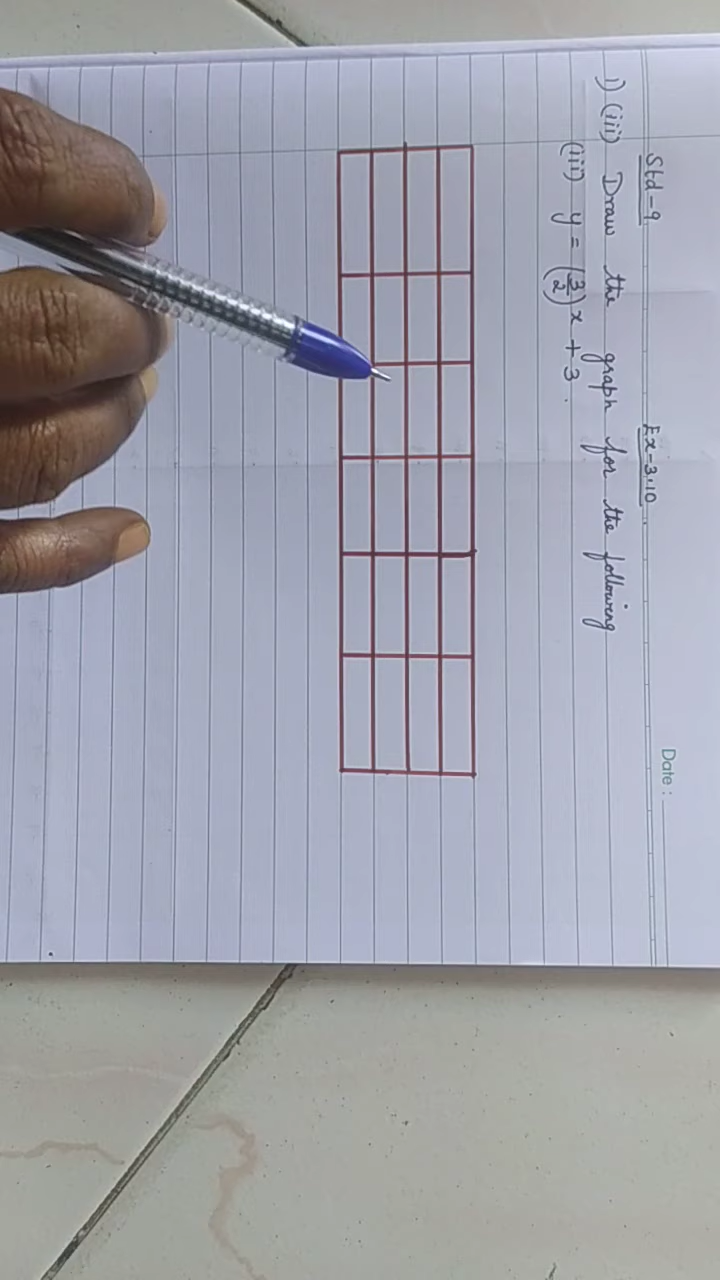 Date :
Std-9
Ex-3.10
1) (iii) Draw the graph for the following
(iii) y = (3/2)x + 3.